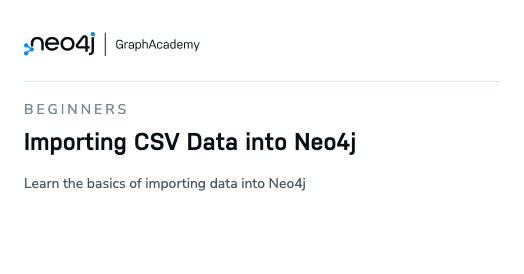 neo4j | GraphAcademy
BEGINNERS
Importing CSV Data into Neo4j
Learn the basics of importing data into Neo4j